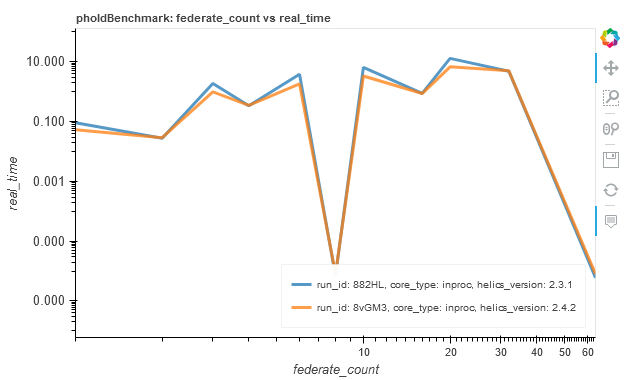 pholdBenchmark: federate_count vs real_time
10.000
0.100
0.001
0.000
0.000
real_time
run_id: 882HL, core_type: inproc, helics_version: 2.3.1
run_id: 8vGM3, core_type: inproc, helics_version: 2.4.2
10 20 30 40 50 60
federate_count